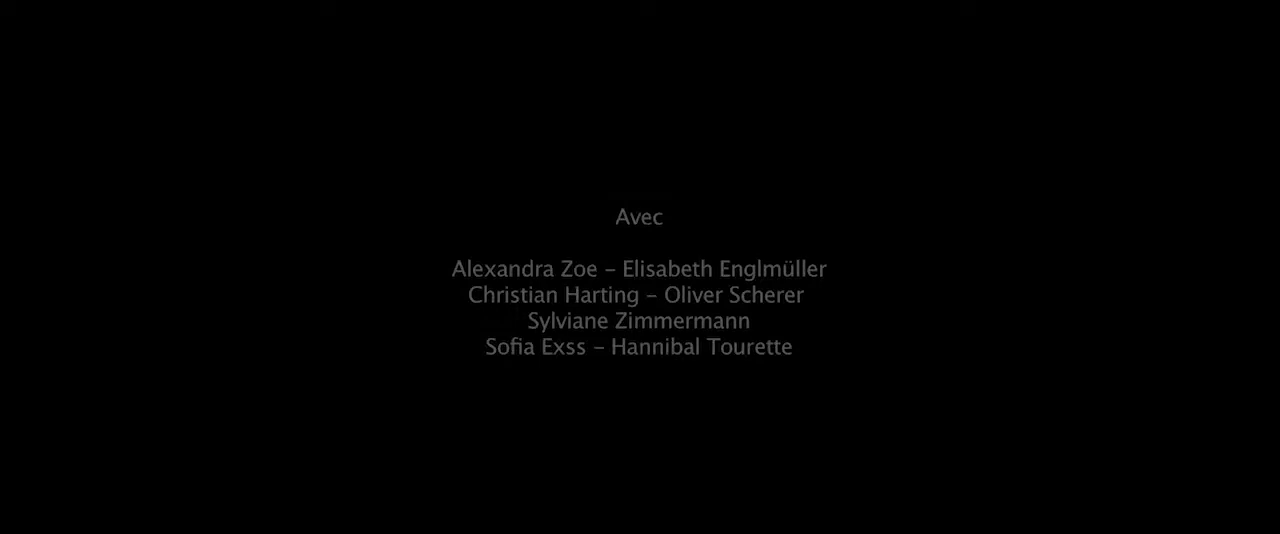 Avec
Alexandra Zoe – Elisabeth Englmüller
Christian Harting – Oliver Scherer
Sylviane Zimmermann
Sofia Exss – Hannibal Tourette